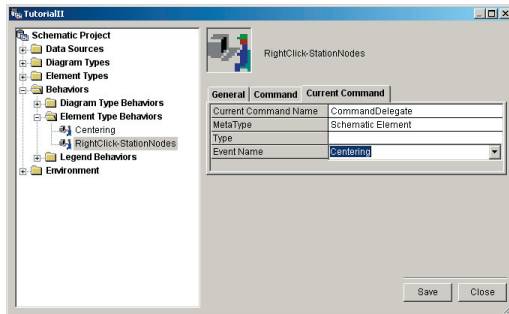 TutorialII
Schematic Project
Data Sources
Diagram Types
Element Types
Behaviors
Diagram Type Behaviors
Element Type Behaviors
Centering
RightClick-StationNodes
Legend Behaviors
Environment
RightClick-StationNodes
General Command Current Command
Current Command Name CommandDelegate
MetaType Schematic Element
Type
Event Name Centering
Save Close